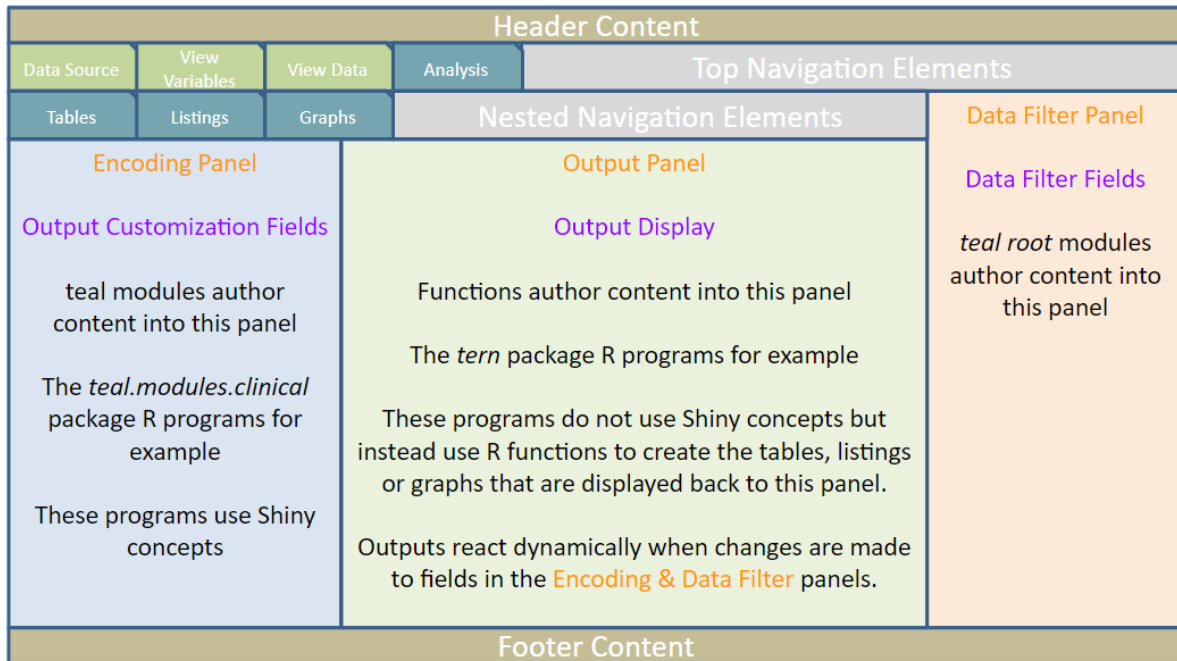 Header Content
Data Source
View
Variables
View Data
Analysis
Top Navigation Elements
Tables
Listings
Graphs
Nested Navigation Elements
Encoding Panel
Output Customization Fields
teal modules author
content into this panel
The teal.modules.clinical
package R programs for
example
These programs use Shiny
concepts
Output Panel
Output Display
Functions author content into this panel
The tern package R programs for example
These programs do not use Shiny concepts but
instead use R functions to create the tables, listings
or graphs that are displayed back to this panel.
Outputs react dynamically when changes are made
to fields in the Encoding & Data Filter panels.
Data Filter Panel
Data Filter Fields
teal root modules
author content into
this panel
Footer Content